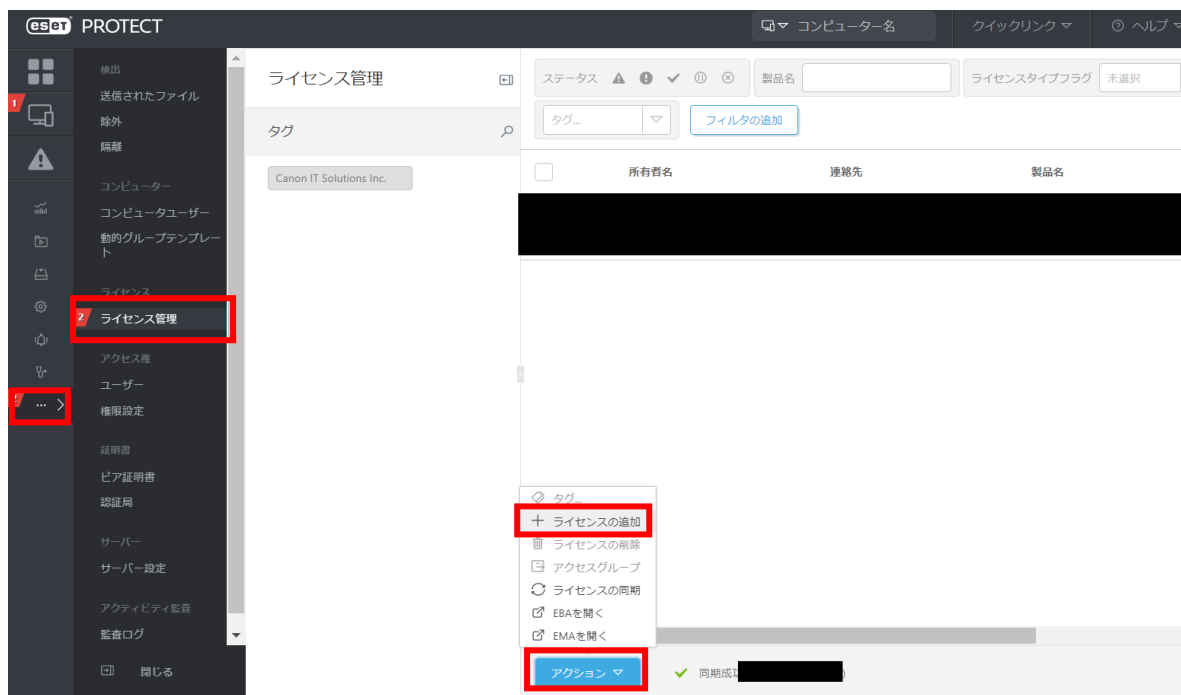 eseT PROTECT
コンピューター名
クイックリンク
ヘルプ
検出
送信されたファイル
除外
隔離
コンピューター
コンピュータユーザー
動的グループテンプレー
ト
ライセンス
2 ライセンス管理
アクセス権
ユーザー
権限設定
証明書
ピア証明書
認証局
サーバー
サーバー設定
アクティビティ監査
監査ログ
閉じる
1
ライセンス管理
タグ
Canon IT Solutions Inc.
ステータス
製品名
ライセンスタイプフラグ
未選択
タグ...
フィルタの追加
所有者名
連絡先
製品名
タグ...
ライセンスの追加
ライセンスの削除
アクセスグループ
ライセンスの同期
EBAを開く
EMAを開く
アクション
同期成功